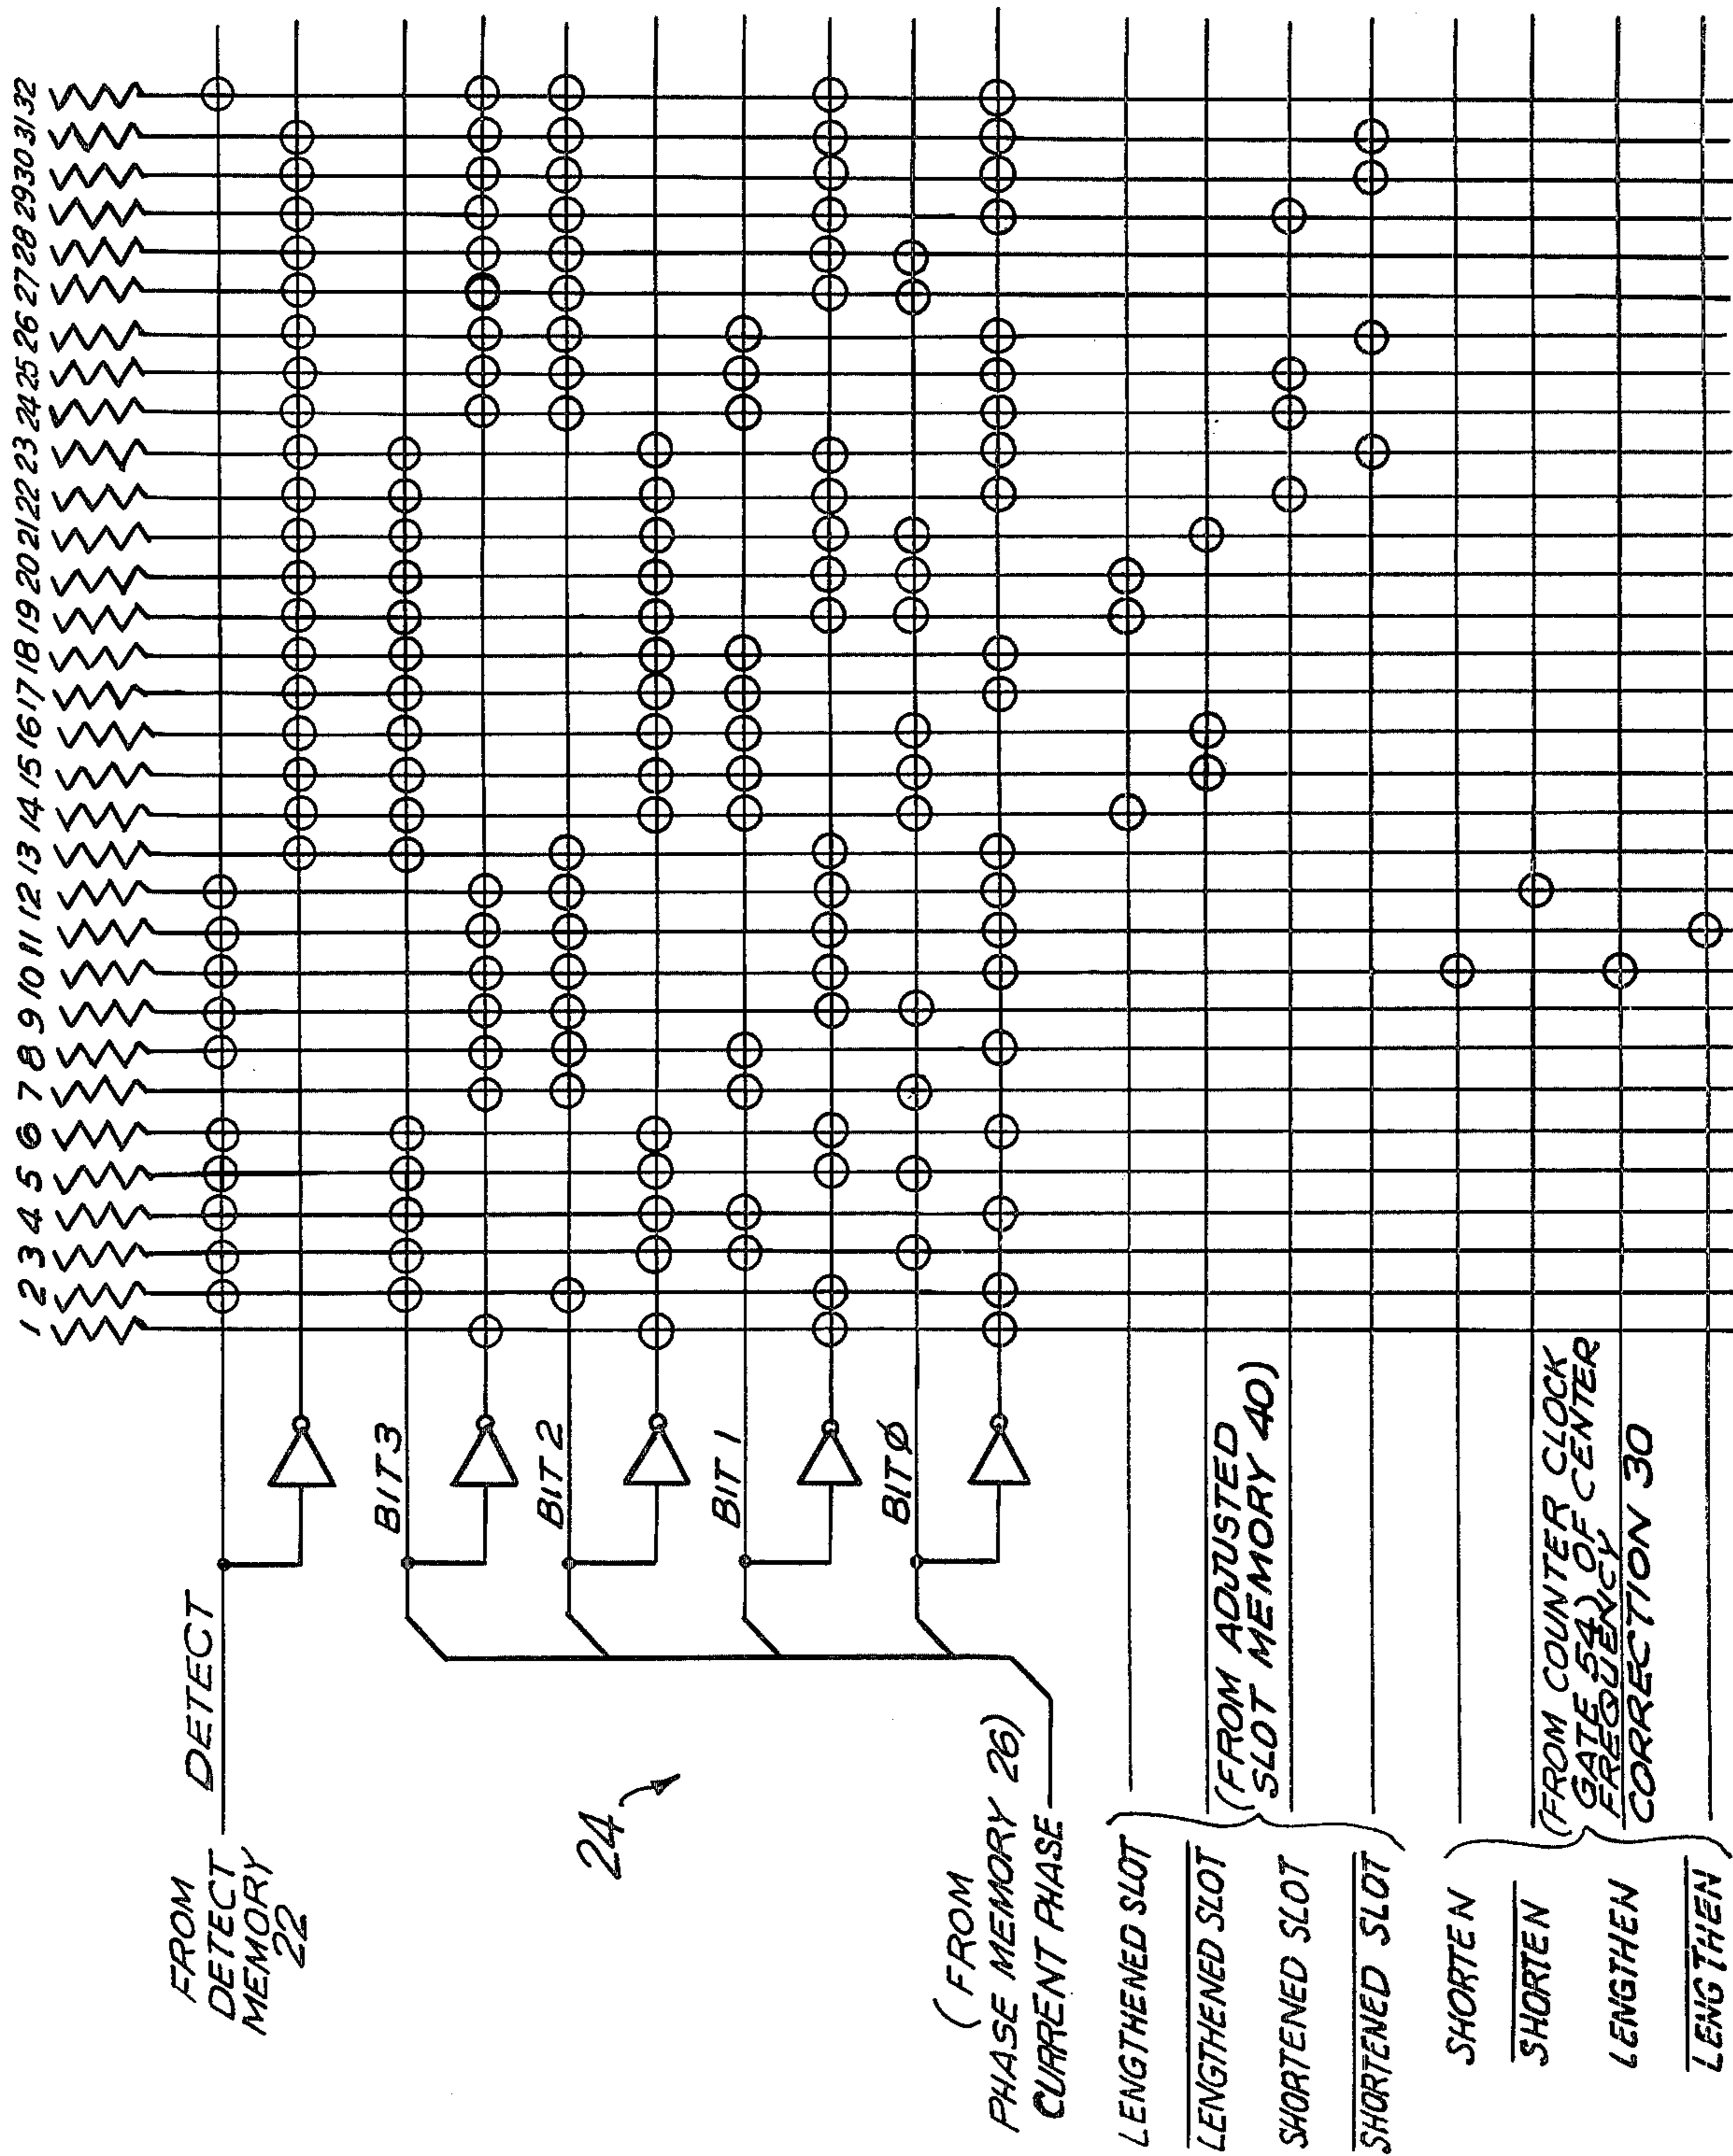 1 2 3 4 5 6 7 8 9 10 11 12 13 14 15 16 17 18 19 20 21 22 23 24 25 26 27 28 29 30 31 32
FROM
DETECT
MEMORY
22
DETECT
BIT 3
BIT 2
BIT 1
BIT Ø
24
(FROM
PHASE MEMORY 26)
CURRENT PHASE
LENGTHENED SLOT
LENGTHENED SLOT
SHORTENED SLOT
SHORTENED SLOT
(FROM ADJUSTED
SLOT MEMORY 40)
SHORTEN
SHORTEN
LENGTHEN
LENGTHEN
(FROM COUNTER CLOCK
GATE 54) OF CENTER
FREQUENCY
CORRECTION 30